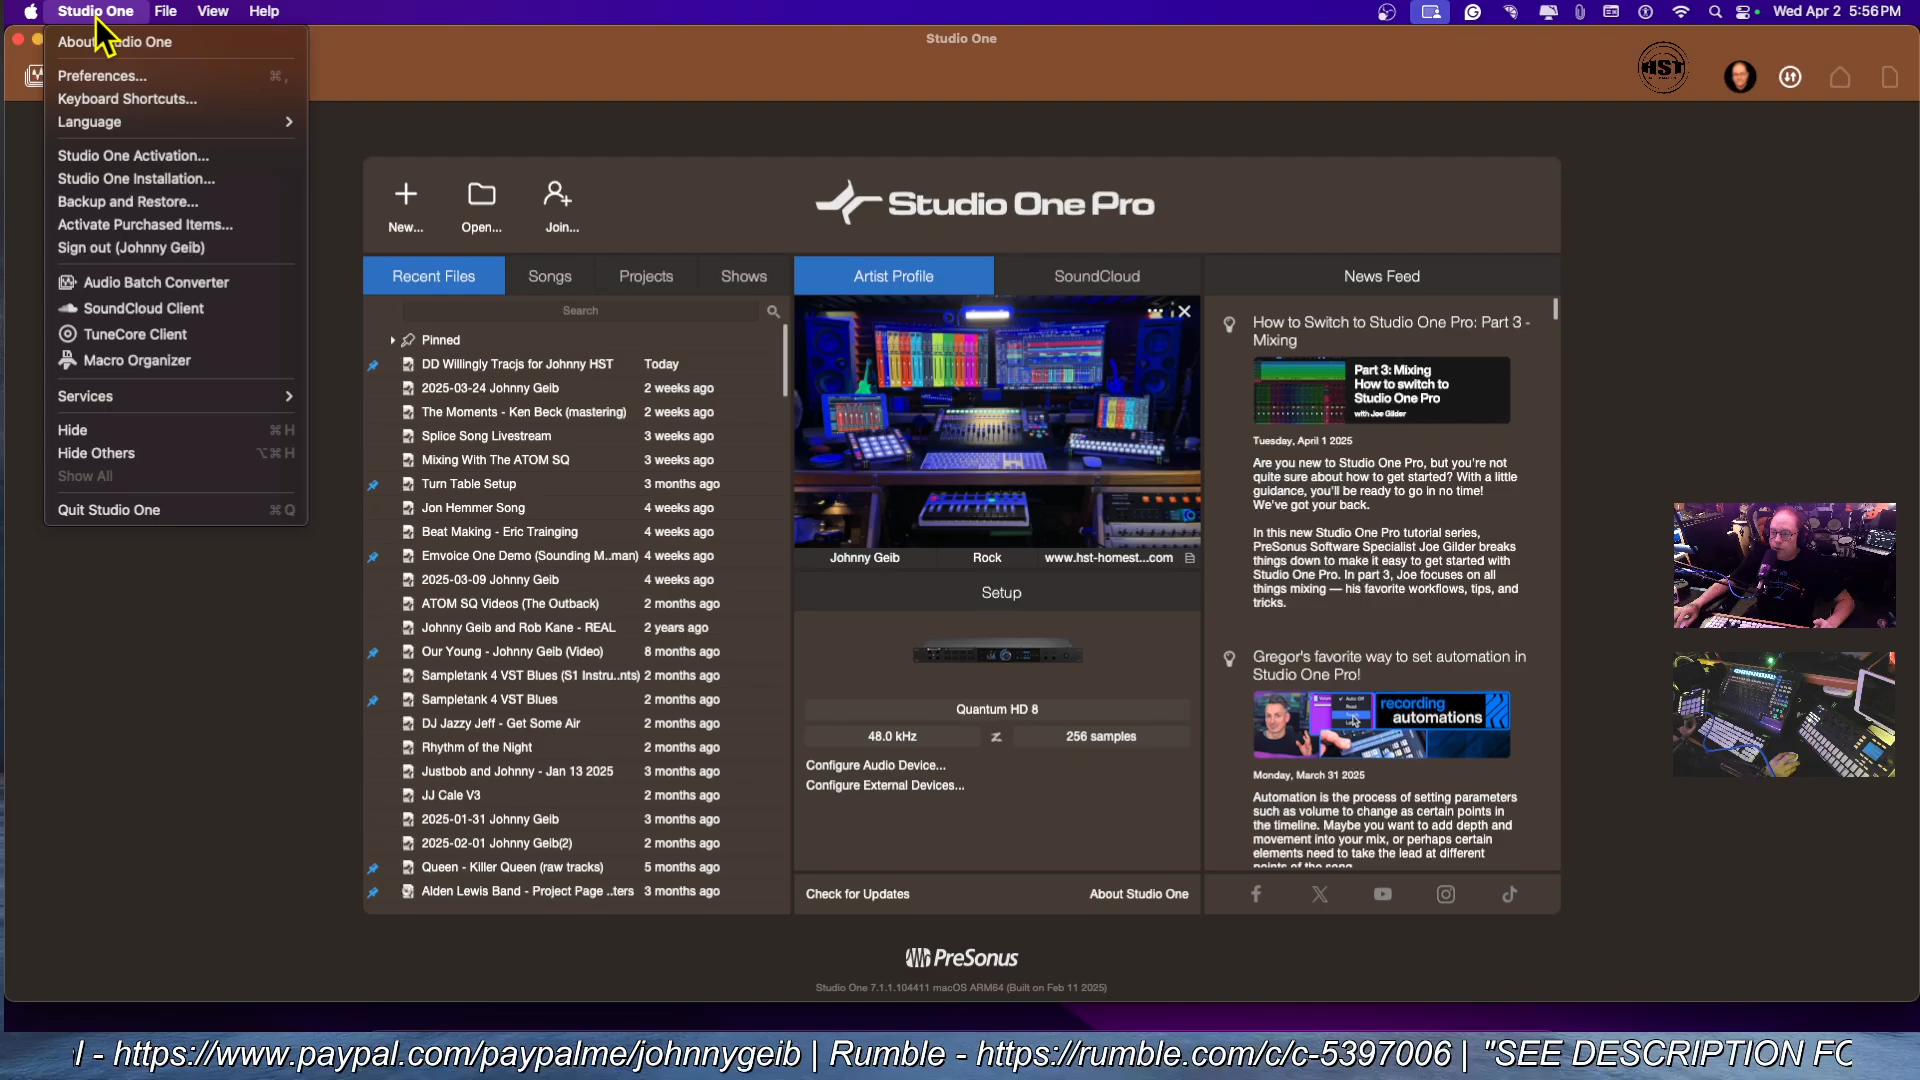 Studio One File View Help
Wed Apr 2 5:56 PM
Studio One
HST
About Studio One
Preferences... ⌘ ,
Keyboard Shortcuts...
Language
Studio One Activation...
Studio One Installation...
Backup and Restore...
Activate Purchased Items...
Sign out (Johnny Geib)
Audio Batch Converter
SoundCloud Client
TuneCore Client
Macro Organizer
Services
Hide ⌘ H
Hide Others ⌥⌘ H
Show All
Quit Studio One ⌘ Q
New... Open... Join...
Studio One Pro
Recent Files Songs Projects Shows
Search
Pinned
DD Willingly Tracjs for Johnny HST Today
2025-03-24 Johnny Geib 2 weeks ago
The Moments - Ken Beck (mastering) 2 weeks ago
Splice Song Livestream 3 weeks ago
Mixing With The ATOM SQ 3 weeks ago
Turn Table Setup 3 months ago
Jon Hemmer Song 4 weeks ago
Beat Making - Eric Trainging 4 weeks ago
Emvoice One Demo (Sounding M..man) 4 weeks ago
2025-03-09 Johnny Geib 4 weeks ago
ATOM SQ Videos (The Outback) 2 months ago
Johnny Geib and Rob Kane - REAL 2 years ago
Our Young - Johnny Geib (Video) 8 months ago
Sampletank 4 VST Blues (S1 Instru..nts) 2 months ago
Sampletank 4 VST Blues 2 months ago
DJ Jazzy Jeff - Get Some Air 2 months ago
Rhythm of the Night 2 months ago
Justbob and Johnny - Jan 13 2025 3 months ago
JJ Cale V3 2 months ago
2025-01-31 Johnny Geib 3 months ago
2025-02-01 Johnny Geib(2) 2 months ago
Queen - Killer Queen (raw tracks) 5 months ago
Alden Lewis Band - Project Page ..ters 3 months ago
Artist Profile SoundCloud
Johnny Geib Rock www.hst-homest...com
Setup
Quantum HD 8
48.0 kHz 256 samples
Configure Audio Device...
Configure External Devices...
Check for Updates About Studio One
News Feed
How to Switch to Studio One Pro: Part 3 -
Mixing
Part 3: Mixing
How to switch to
Studio One Pro
with Joe Gilder
Tuesday, April 1 2025
Are you new to Studio One Pro, but you're not
quite sure about how to get started? With a little
guidance, you'll be ready to go in no time!
We've got your back.
In this new Studio One Pro tutorial series,
PreSonus Software Specialist Joe Gilder breaks
things down to make it easy to get started with
Studio One Pro. In part 3, Joe focuses on all
things mixing — his favorite workflows, tips, and
tricks.
Gregor's favorite way to set automation in
Studio One Pro!
Auto: Off
Read
recording
automations
Monday, March 31 2025
Automation is the process of setting parameters
such as volume to change as certain points in
the timeline. Maybe you want to add depth and
movement into your mix, or perhaps certain
elements need to take the lead at different
points of the song.
PreSonus
Studio One 7.1.1.104411 macOS ARM64 (Built on Feb 11 2025)
l - https://www.paypal.com/paypalme/johnnygeib | Rumble - https://rumble.com/c/c-5397006 | "SEE DESCRIPTION FO